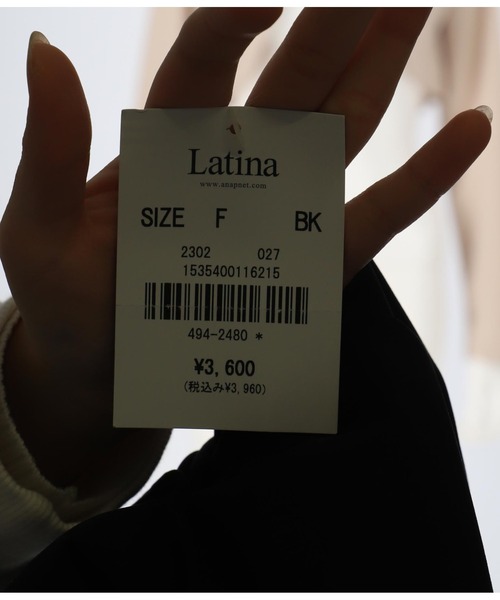 Latina
www.anapnet.com
SIZE F BK
2302 027
1535400116215
494-2480 *
¥3,600
(税込み¥3,960)